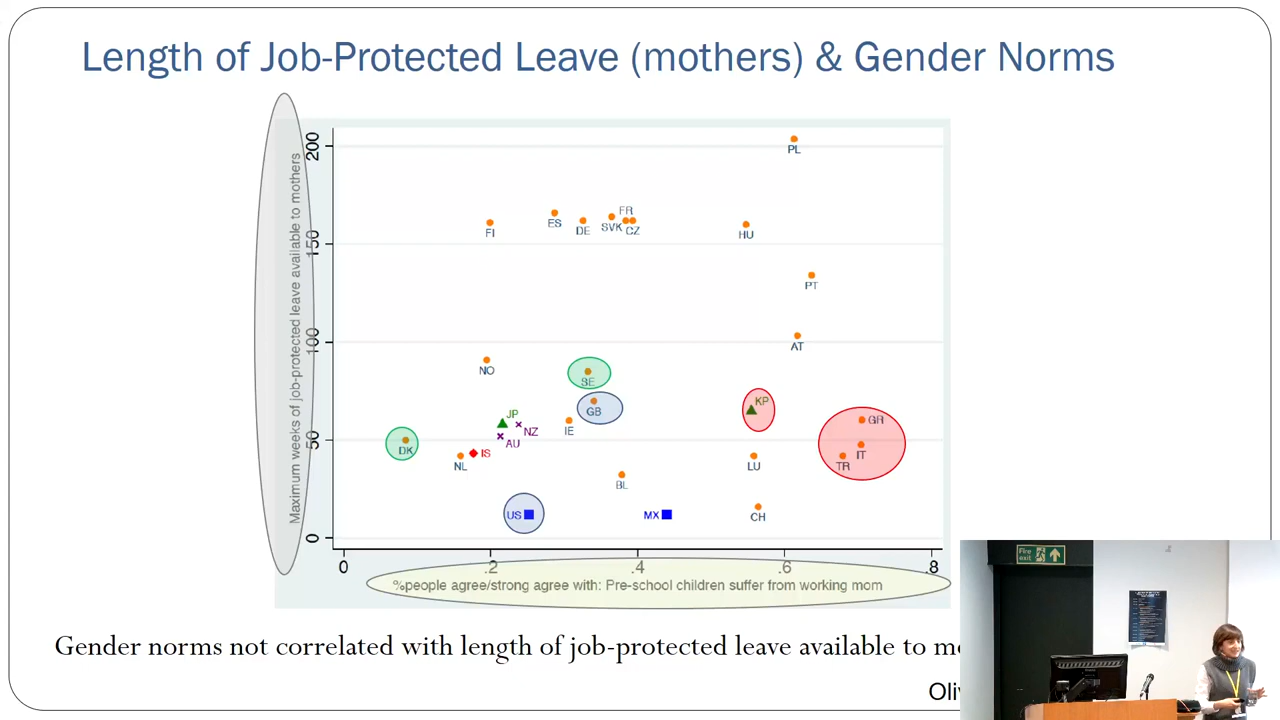 Length of Job-Protected Leave (mothers) & Gender Norms
Maximum weeks of job-protected leave available to mothers
200
150
100
50
0
PL
FI
ES
DE
SVK
FR
CZ
HU
PT
AT
NO
SE
GB
KP
GR
JP
NZ
AU
IE
DK
NL
IS
IT
TR
LU
BL
US
MX
CH
0 .2 .4 .6 .8
%people agree/strong agree with: Pre-school children suffer from working mom
Gender norms not correlated with length of job-protected leave available to
Fire
exit